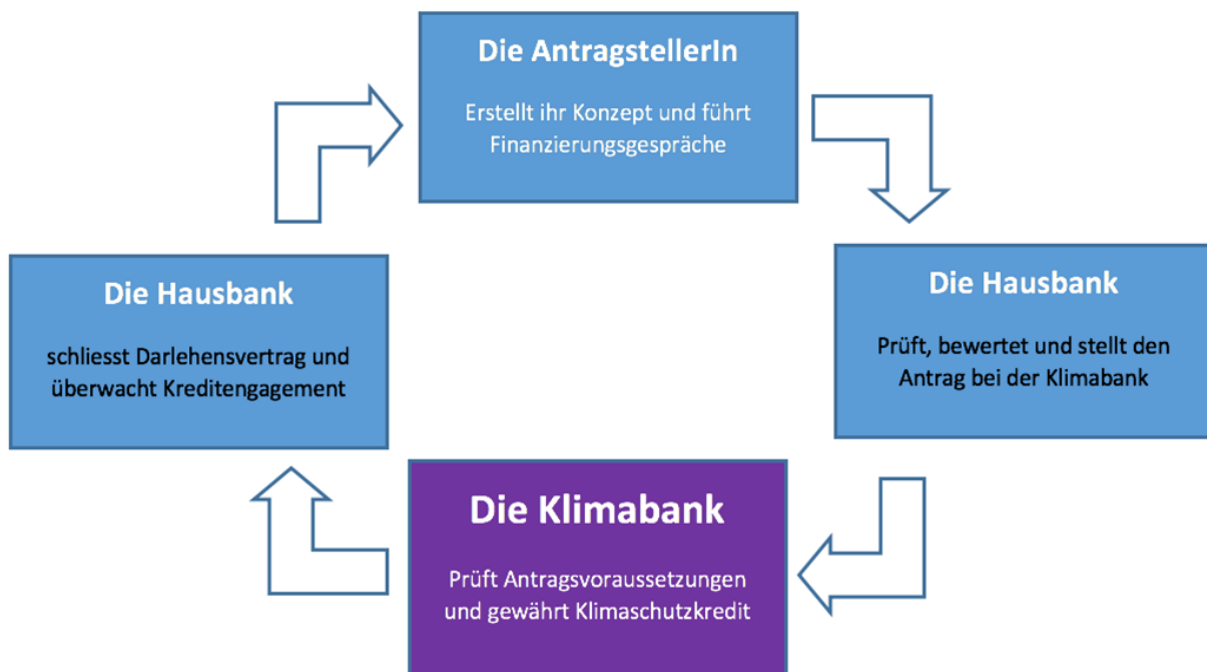 Die AntragstellerIn
Erstellt ihr Konzept und führt
Finanzierungsgespräche
Die Hausbank
Prüft, bewertet und stellt den
Antrag bei der Klimabank
Die Klimabank
Prüft Antragsvoraussetzungen
und gewährt Klimaschutzkredit
Die Hausbank
schliesst Darlehensvertrag und
überwacht Kreditengagement